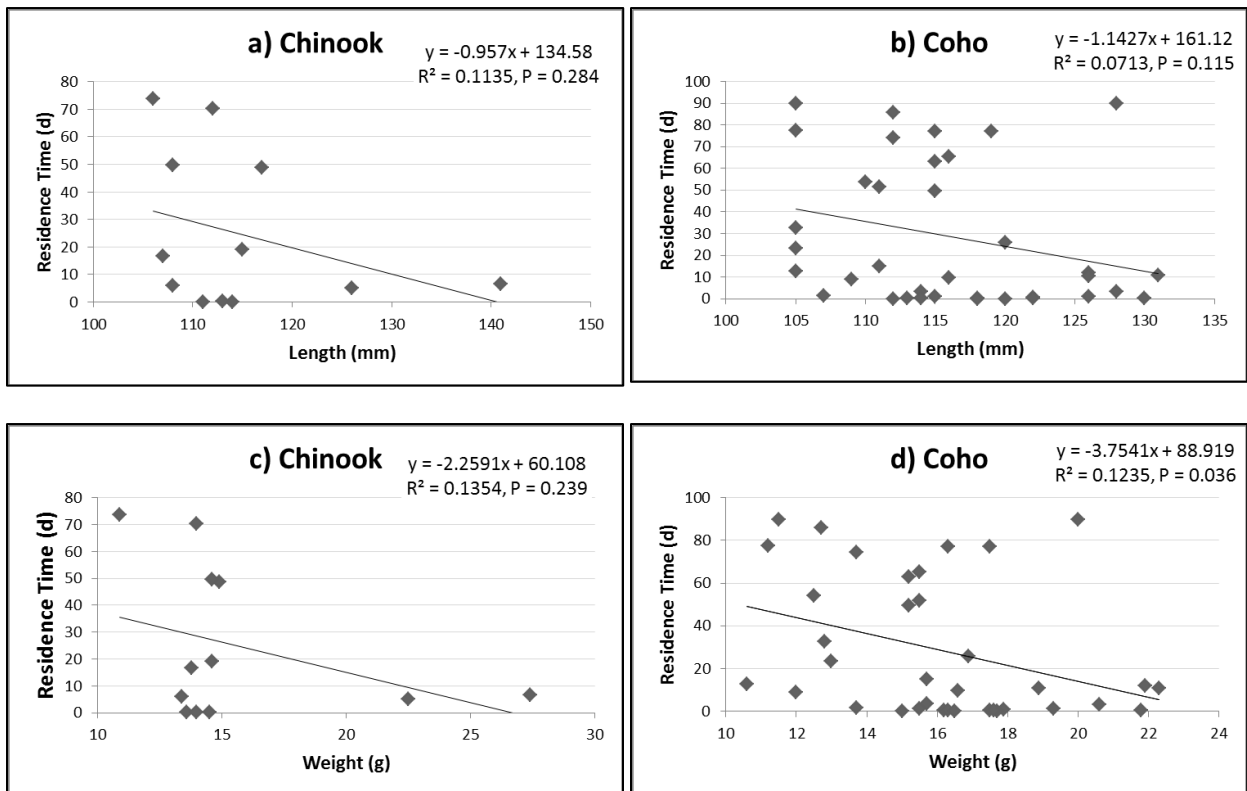 a) Chinook
y = -0.957x + 134.58
R² = 0.1135, P = 0.284
Residence Time (d)
80
70
60
50
40
30
20
10
0
100 110 120 130 140 150
Length (mm)
b) Coho
y = -1.1427x + 161.12
R² = 0.0713, P = 0.115
Residence Time (d)
100
90
80
70
60
50
40
30
20
10
0
100 105 110 115 120 125 130 135
Length (mm)
c) Chinook
y = -2.2591x + 60.108
R² = 0.1354, P = 0.239
Residence Time (d)
80
70
60
50
40
30
20
10
0
10 15 20 25 30
Weight (g)
d) Coho
y = -3.7541x + 88.919
R² = 0.1235, P = 0.036
Residence Time (d)
100
80
60
40
20
0
10 12 14 16 18 20 22 24
Weight (g)